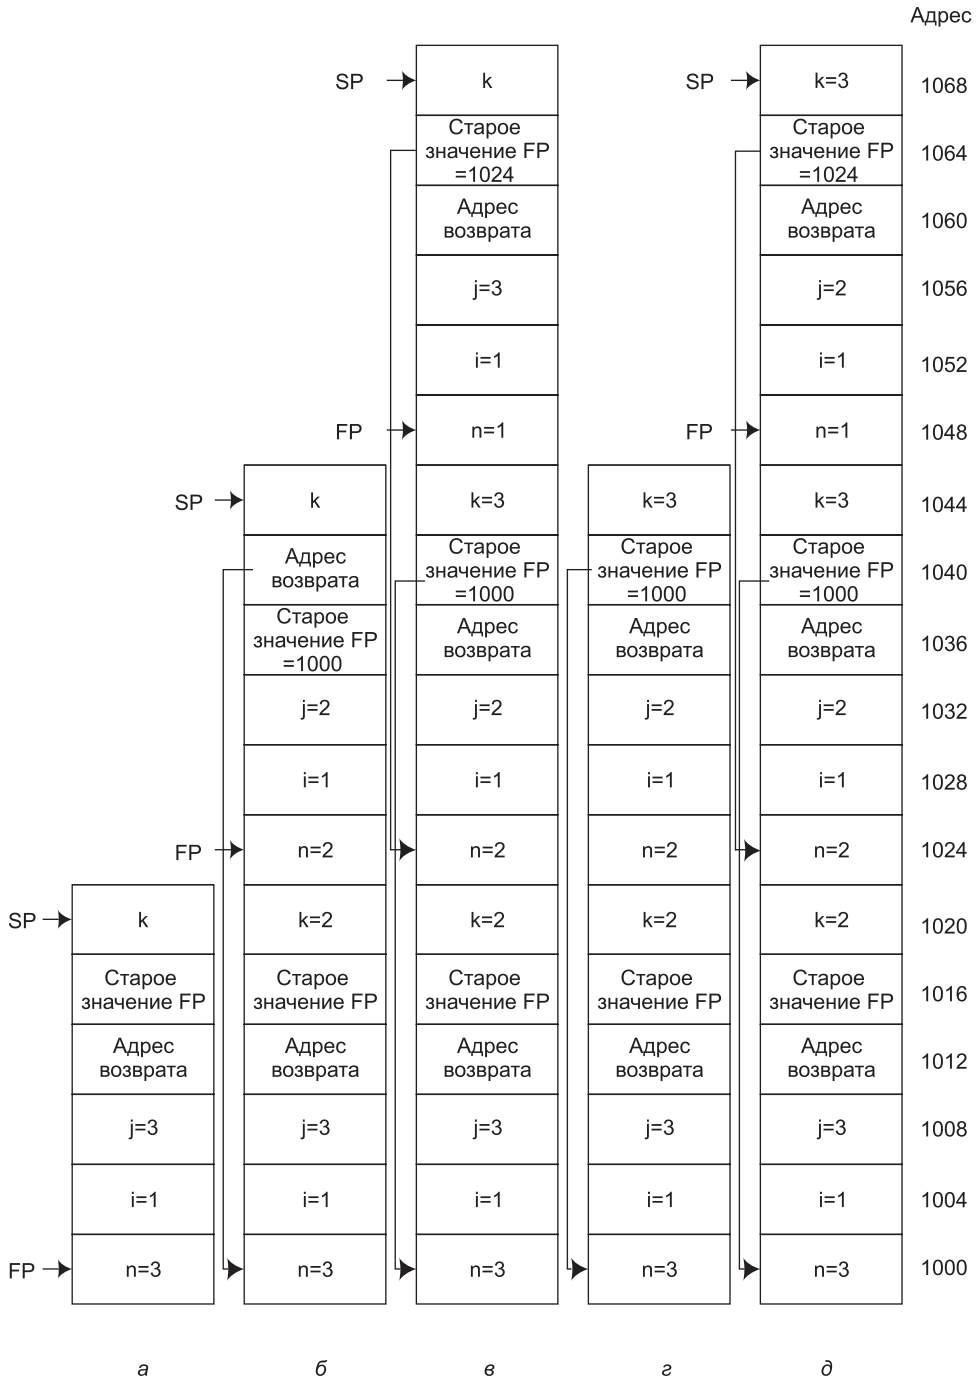 Адрес
SP
k
SP
k=3
1068
Старое
значение FP
=1024
Старое
значение FP
=1024
1064
Адрес
возврата
Адрес
возврата
1060
j=3
j=2
1056
i=1
i=1
1052
FP
n=1
FP
n=1
1048
SP
k
k=3
k=3
k=3
1044
Адрес
возврата
Старое
значение FP
=1000
Старое
значение FP
=1000
Старое
значение FP
=1000
1040
Старое
значение FP
=1000
Адрес
возврата
Адрес
возврата
Адрес
возврата
1036
j=2
j=2
j=2
j=2
1032
i=1
i=1
i=1
i=1
1028
FP
n=2
n=2
n=2
n=2
1024
SP
k
k=2
k=2
k=2
k=2
1020
Старое
значение FP
Старое
значение FP
Старое
значение FP
Старое
значение FP
Старое
значение FP
1016
Адрес
возврата
Адрес
возврата
Адрес
возврата
Адрес
возврата
Адрес
возврата
1012
j=3
j=3
j=3
j=3
j=3
1008
i=1
i=1
i=1
i=1
i=1
1004
FP
n=3
n=3
n=3
n=3
n=3
1000
а
б
в
г
д